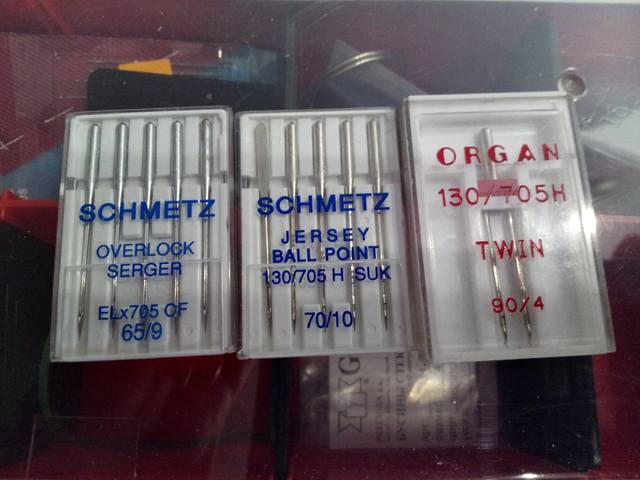 SCHMETZ
OVERLOCK
SERGER
ELx705 CF
65/9
SCHMETZ
JERSEY
BALL POINT
130/705 H SUK
70/10
ORGAN
130/705H
TWIN
90/4